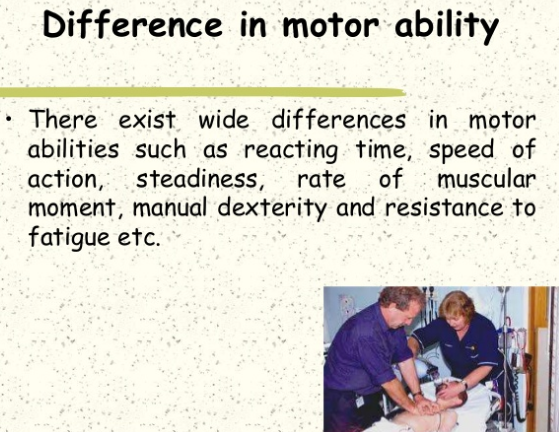 Difference in motor ability
• There exist wide differences in motor
abilities such as reacting time, speed of
action, steadiness, rate of muscular
moment, manual dexterity and resistance to
fatigue etc.